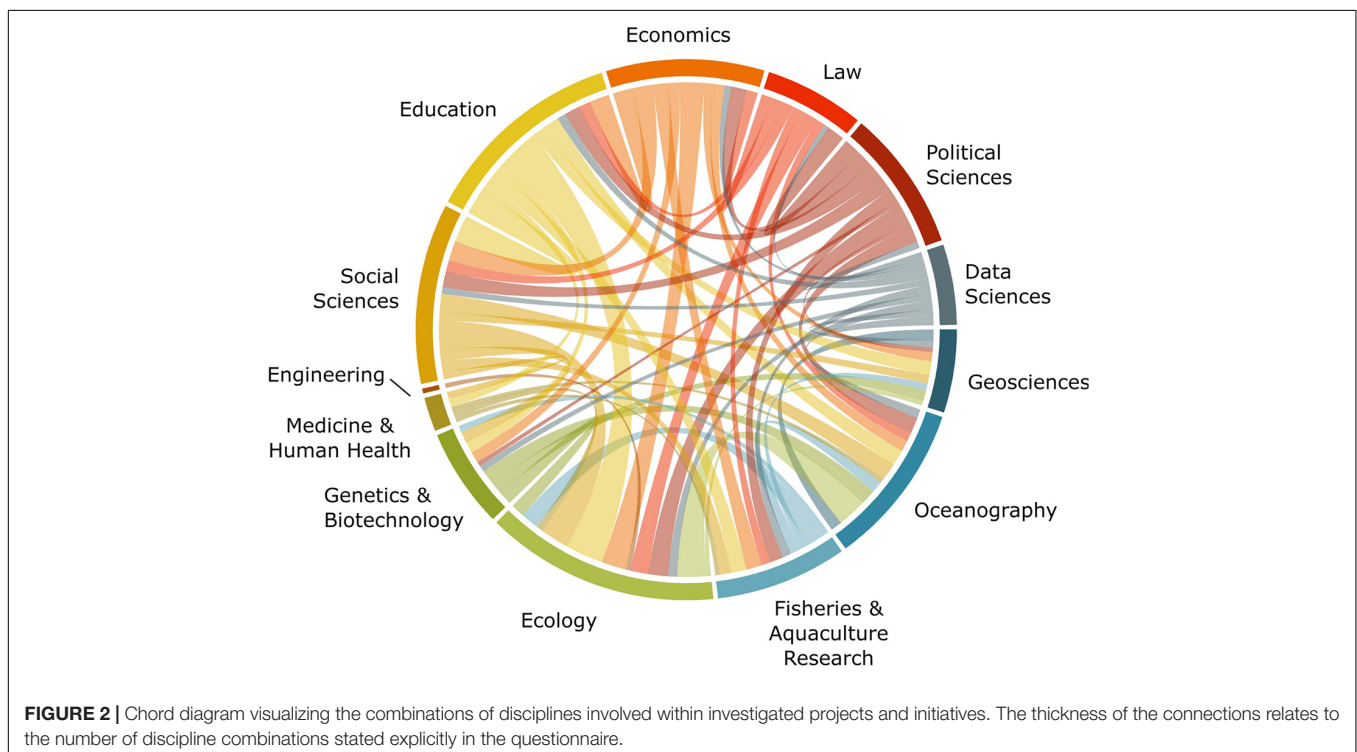 Economics
Law
Education
Political
Sciences
Social
Sciences
Data
Sciences
Engineering
Geosciences
Medicine &
Human Health
Genetics &
Biotechnology
Oceanography
Ecology
Fisheries &
Aquaculture
Research
FIGURE 2 | Chord diagram visualizing the combinations of disciplines involved within investigated projects and initiatives. The thickness of the connections relates to
the number of discipline combinations stated explicitly in the questionnaire.